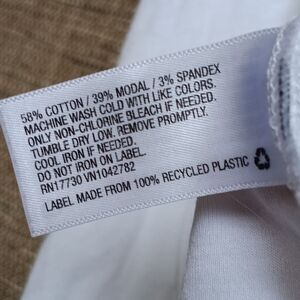 58% COTTON / 39% MODAL / 3% SPANDEX
MACHINE WASH COLD WITH LIKE COLORS.
ONLY NON-CHLORINE BLEACH IF NEEDED.
TUMBLE DRY LOW. REMOVE PROMPTLY.
COOL IRON IF NEEDED.
DO NOT IRON ON LABEL.
RN17730 VN1042782
LABEL MADE FROM 100% RECYCLED PLASTIC